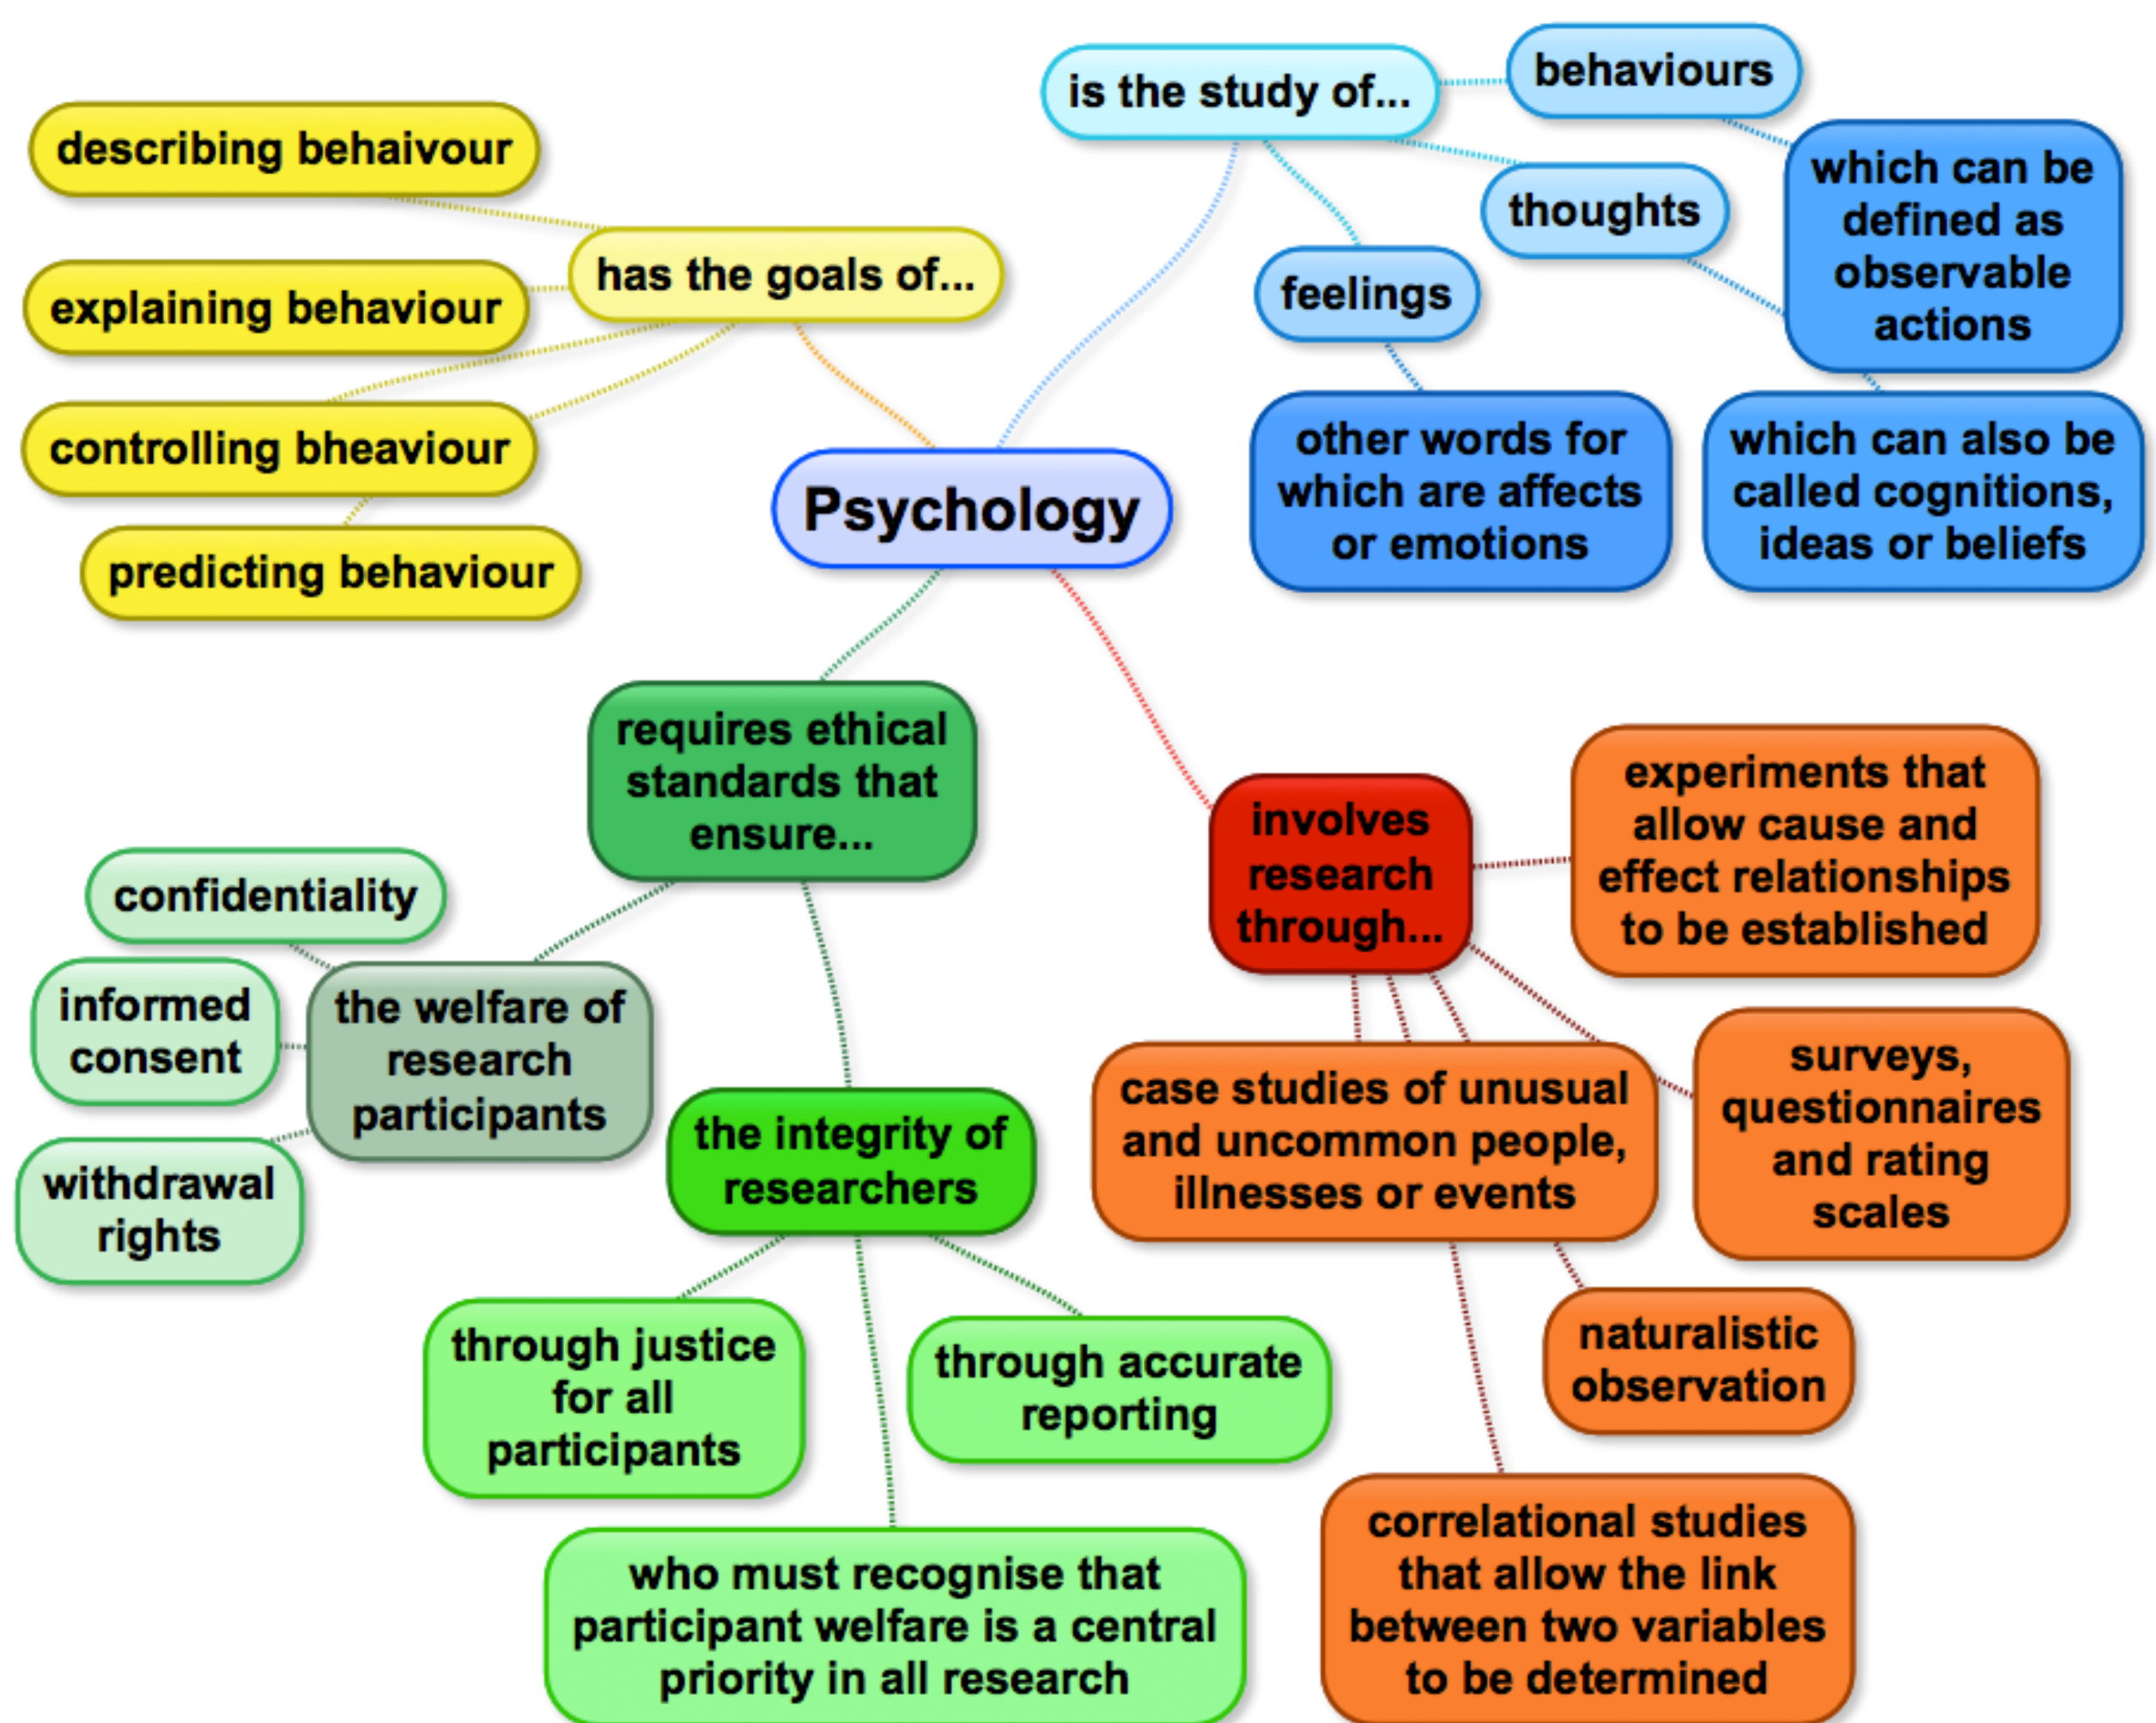 is the study of...
behaviours
which can be
defined as
observable
actions
thoughts
which can also be
called cognitions,
ideas or beliefs
feelings
other words for
which are affects
or emotions
describing behaivour
has the goals of...
explaining behaviour
controlling bheaviour
predicting behaviour
Psychology
requires ethical
standards that
ensure...
confidentiality
informed
consent
the welfare of
research
participants
withdrawal
rights
the integrity of
researchers
through justice
for all
participants
through accurate
reporting
who must recognise that
participant welfare is a central
priority in all research
involves
research
through...
experiments that
allow cause and
effect relationships
to be established
case studies of unusual
and uncommon people,
illnesses or events
surveys,
questionnaires
and rating
scales
naturalistic
observation
correlational studies
that allow the link
between two variables
to be determined